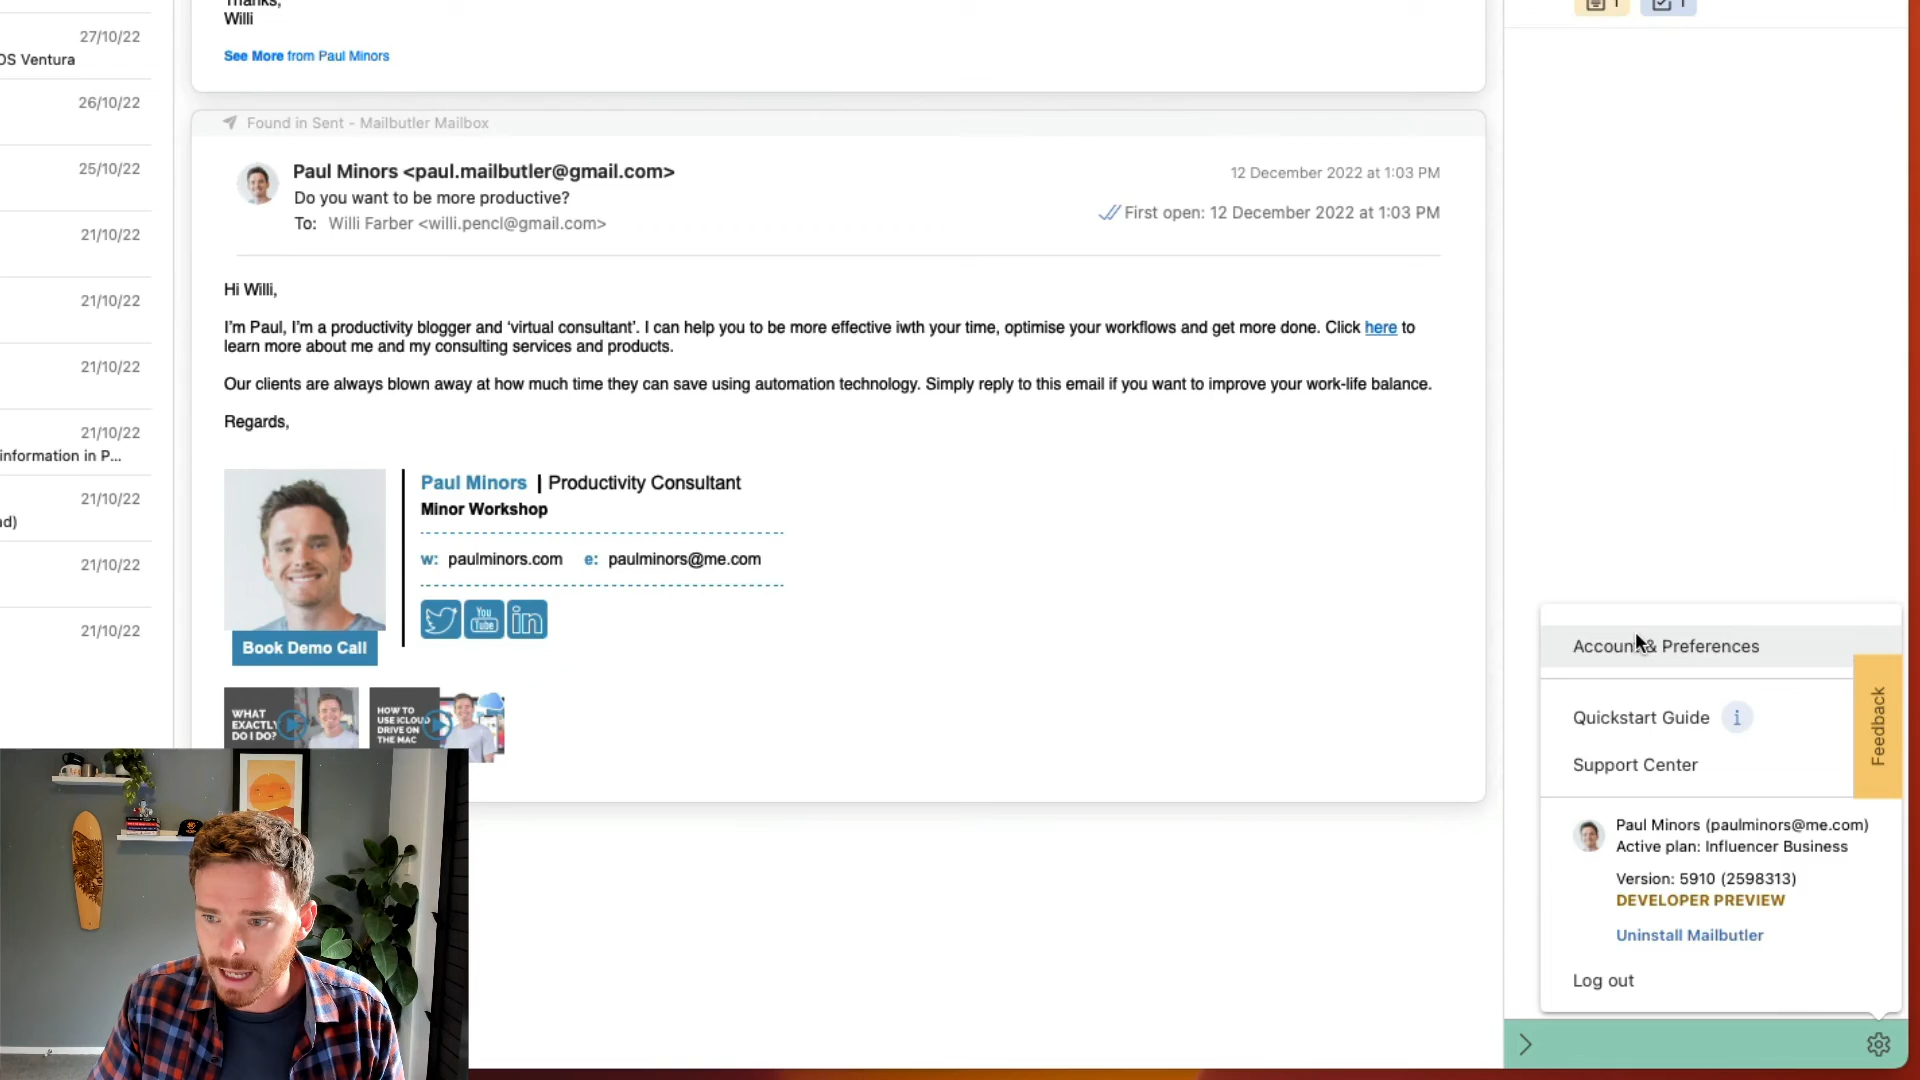 Willi
See More from Paul Minors
27/10/22
OS Ventura
26/10/22
25/10/22
21/10/22
21/10/22
21/10/22
21/10/22
information in P...
21/10/22
ad)
21/10/22
21/10/22
Found in Sent - Mailbutler Mailbox
Paul Minors <paul.mailbutler@gmail.com>
12 December 2022 at 1:03 PM
Do you want to be more productive?
To: Willi Farber <willi.pencl@gmail.com>
First open: 12 December 2022 at 1:03 PM
Hi Willi,
I'm Paul, I'm a productivity blogger and ‘virtual consultant’. I can help you to be more effective iwth your time, optimise your workflows and get more done. Click here to
learn more about me and my consulting services and products.
Our clients are always blown away at how much time they can save using automation technology. Simply reply to this email if you want to improve your work-life balance.
Regards,
Paul Minors | Productivity Consultant
Minor Workshop
w: paulminors.com e: paulminors@me.com
You
Tube
in
Book Demo Call
WHAT
EXACTLY
DO I DO?
HOW TO
USE ICLOUD
DRIVE ON
THE MAC
1
1
Account & Preferences
Quickstart Guide i
Support Center
Feedback
Paul Minors (paulminors@me.com)
Active plan: Influencer Business
Version: 5910 (2598313)
DEVELOPER PREVIEW
Uninstall Mailbutler
Log out